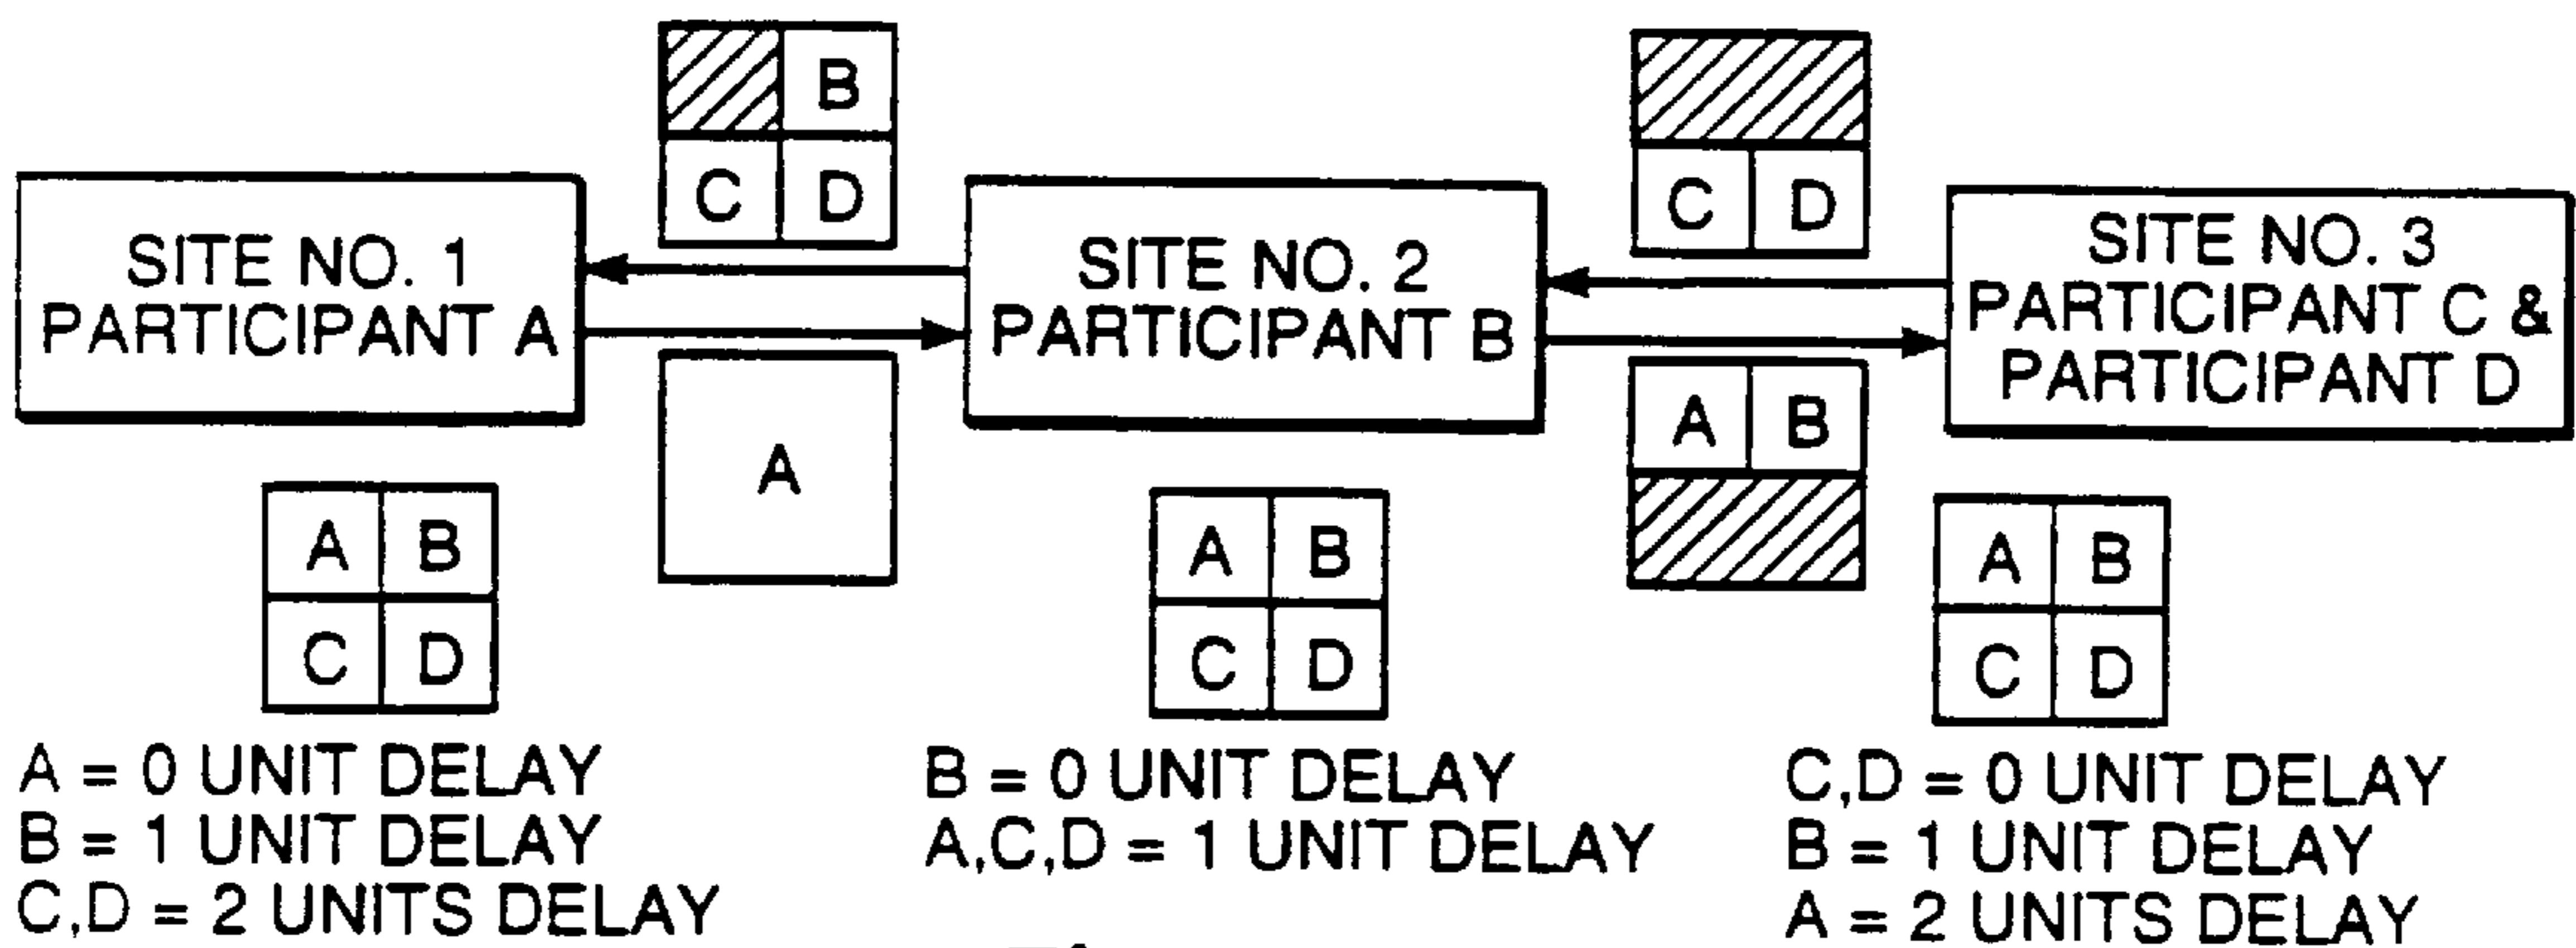 B
C D
C D
SITE NO. 1
PARTICIPANT A
SITE NO. 2
PARTICIPANT B
SITE NO. 3
PARTICIPANT C &
PARTICIPANT D
A
A B
A B
C D
A B
C D
A B
C D
A = 0 UNIT DELAY
B = 1 UNIT DELAY
C,D = 2 UNITS DELAY
B = 0 UNIT DELAY
A,C,D = 1 UNIT DELAY
C,D = 0 UNIT DELAY
B = 1 UNIT DELAY
A = 2 UNITS DELAY